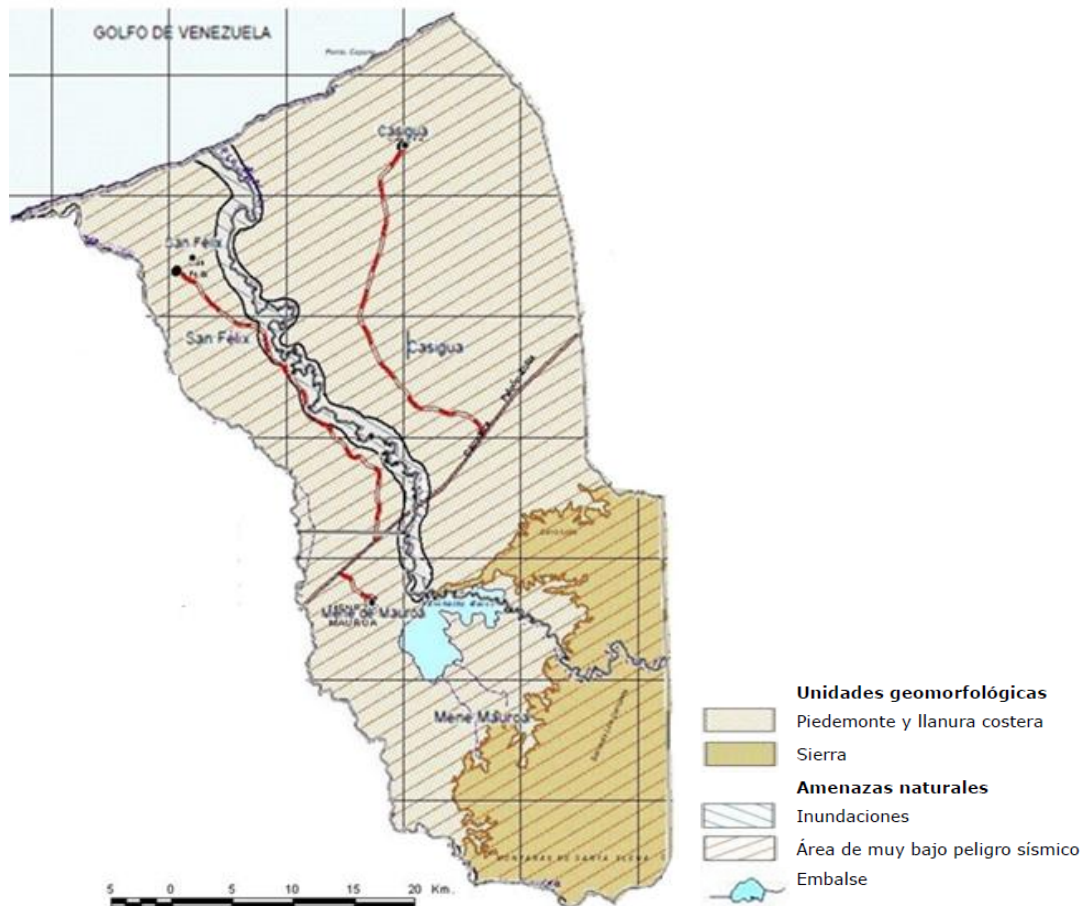 GOLFO DE VENEZUELA
Casigua
San Félix
San Félix
Casigua
Mene de Mauroa
MAUROA
Mene Mauroa
Unidades geomorfológicas
Piedemonte y llanura costera
Sierra
Amenazas naturales
Inundaciones
Área de muy bajo peligro sísmico
Embalse
5 0 5 10 15 20 Km.